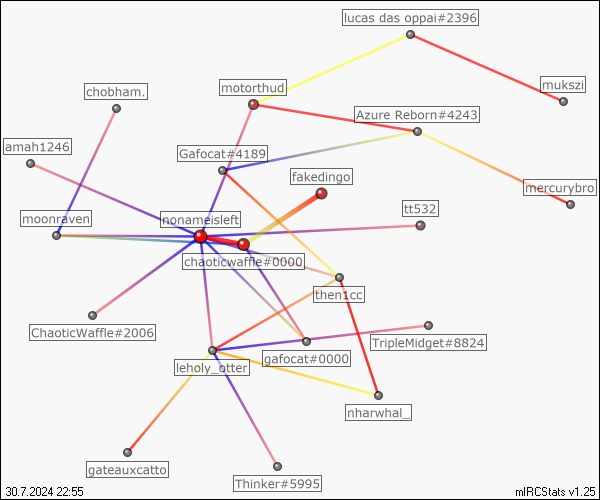 lucas das oppai#2396
motorthud
mukszi
chobham.
Azure Reborn#4243
amah1246
Gafocat#4189
fakedingo
mercurybro
tt532
moonraven
nonameisleft
chaoticwaffle#0000
then1cc
ChaoticWaffle#2006
TripleMidget#8824
gafocat#0000
leholy_otter
nharwhal_
gateauxcatto
Thinker#5995
30.7.2024 22:55
mIRCStats v1.25